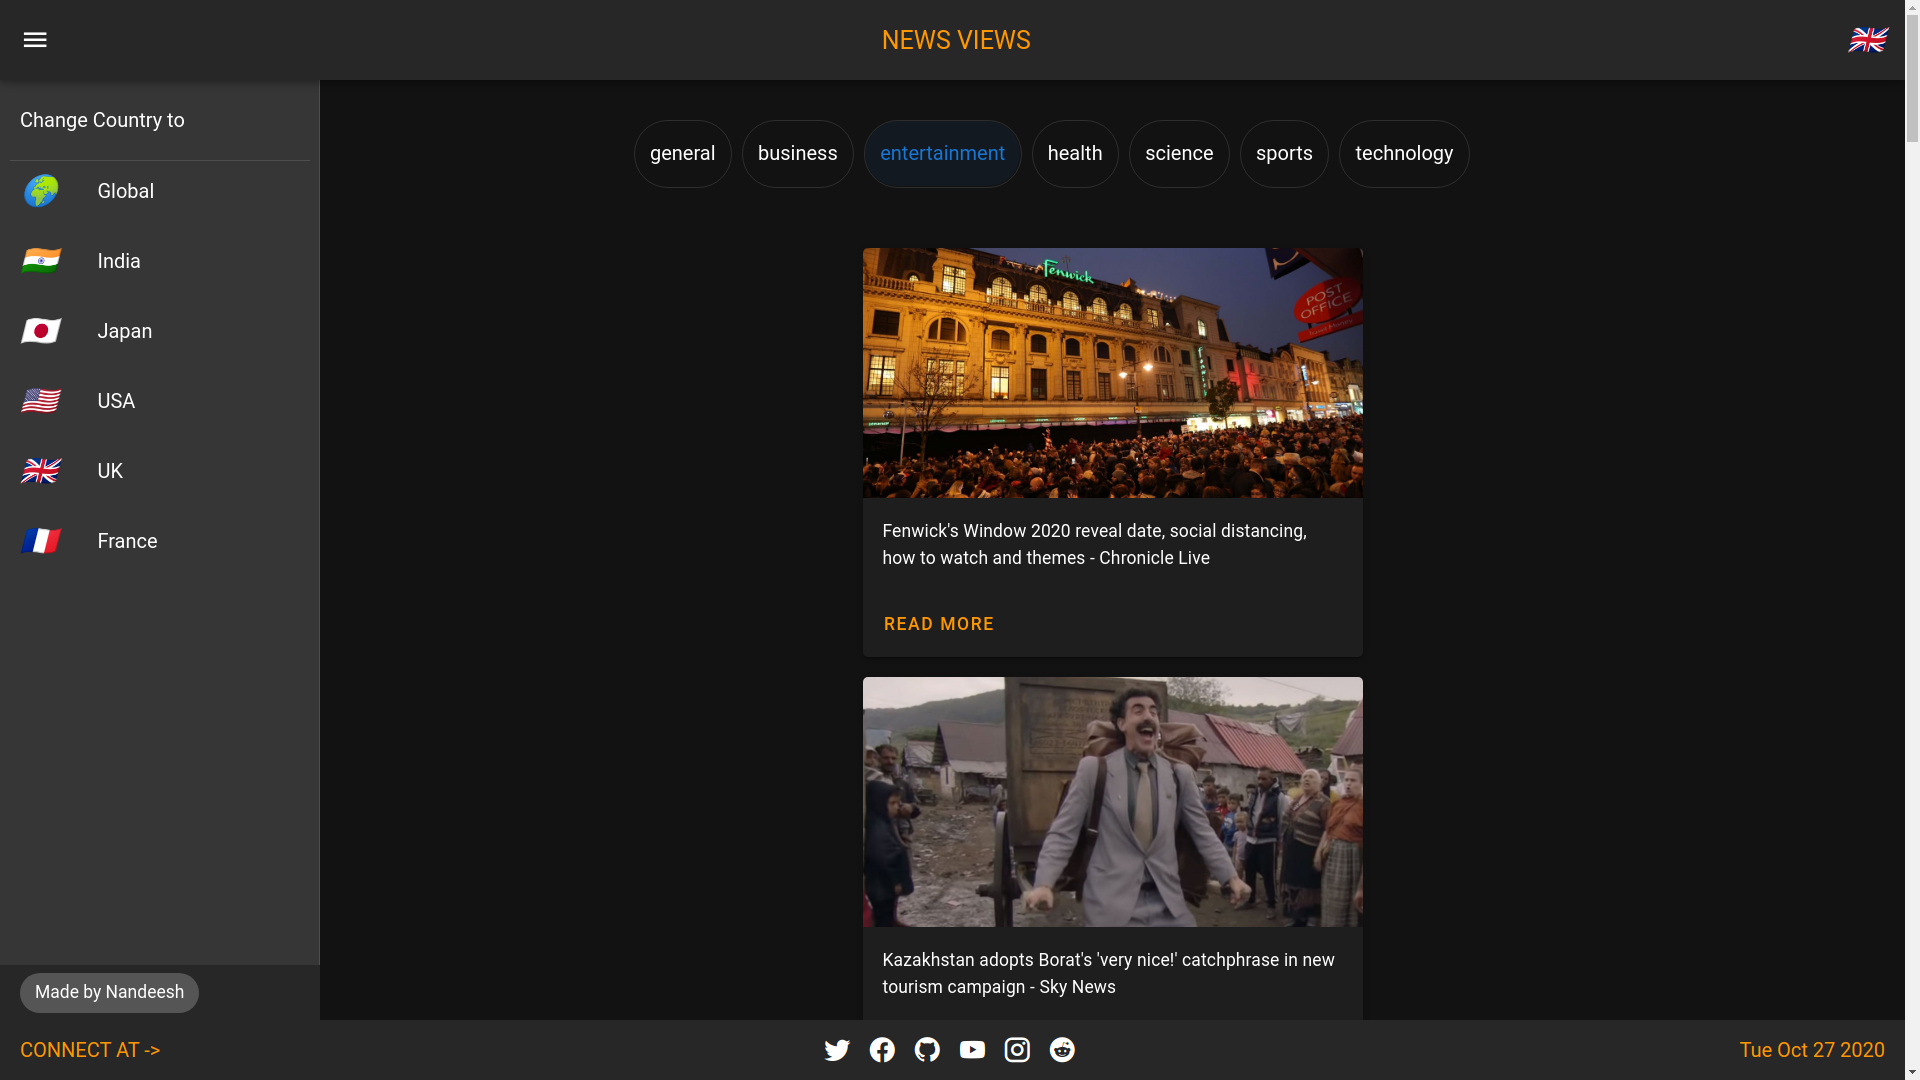 NEWS VIEWS
Change Country to
Global
India
Japan
USA
UK
France
Made by Nandeesh
general
business
entertainment
health
science
sports
technology
Fenwick
POST
OFFICE
Travel Money
Fenwick's Window 2020 reveal date, social distancing,
how to watch and themes - Chronicle Live
READ MORE
Kazakhstan adopts Borat's 'very nice!' catchphrase in new
tourism campaign - Sky News
CONNECT AT ->
Tue Oct 27 2020